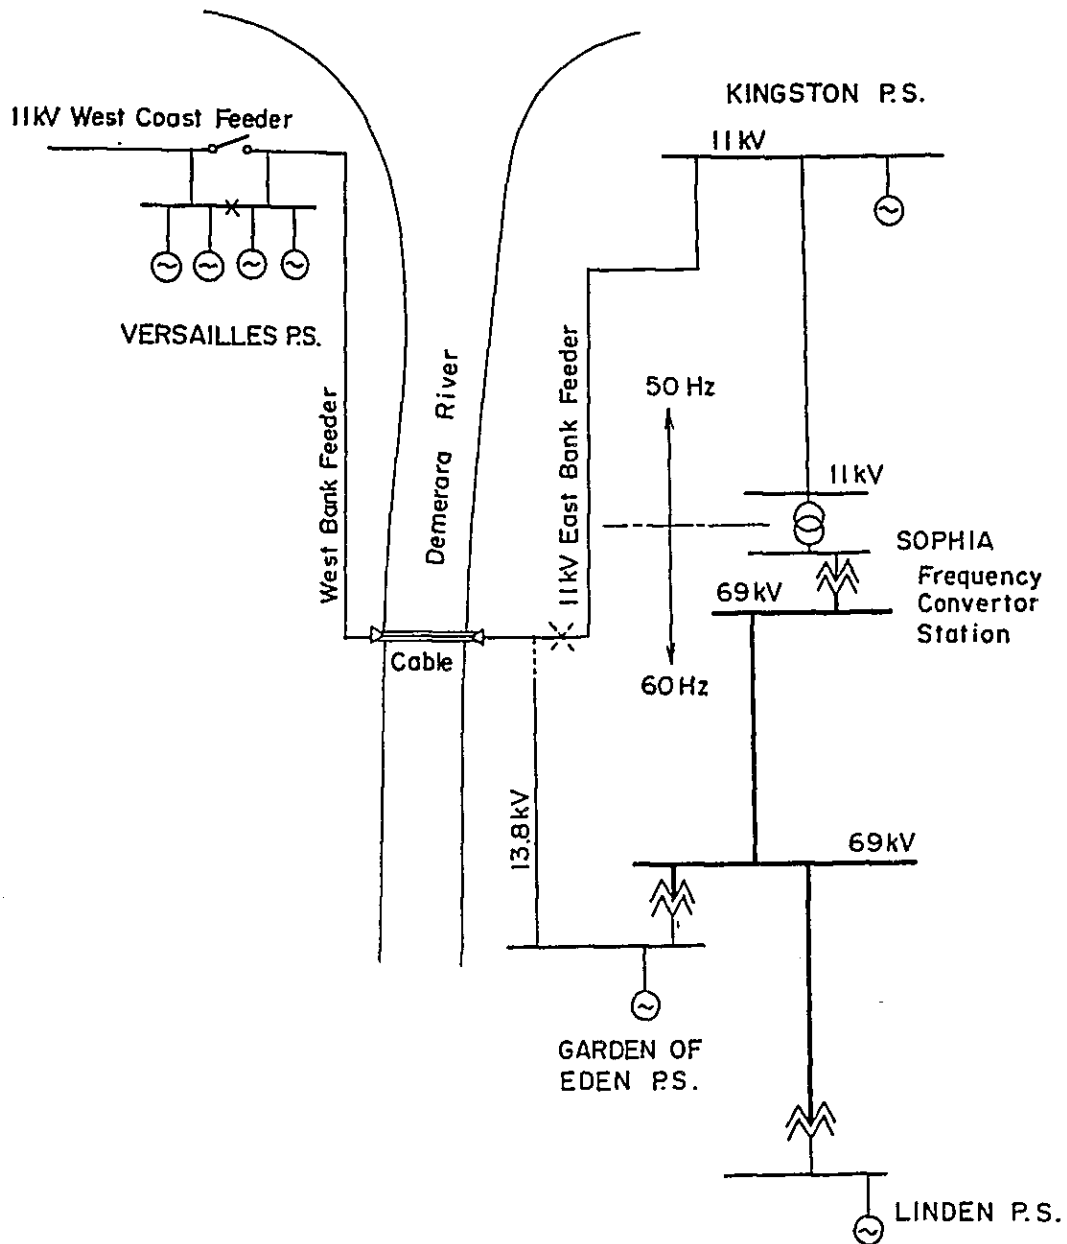 KINGSTON P.S.
11kV West Coast Feeder
11kV
VERSAILLES P.S.
West Bank Feeder
Demerara River
11kV East Bank Feeder
50 Hz
11kV
SOPHIA
Frequency
Convertor
Station
69kV
Cable
60Hz
13.8kV
69kV
GARDEN OF
EDEN P.S.
LINDEN P.S.